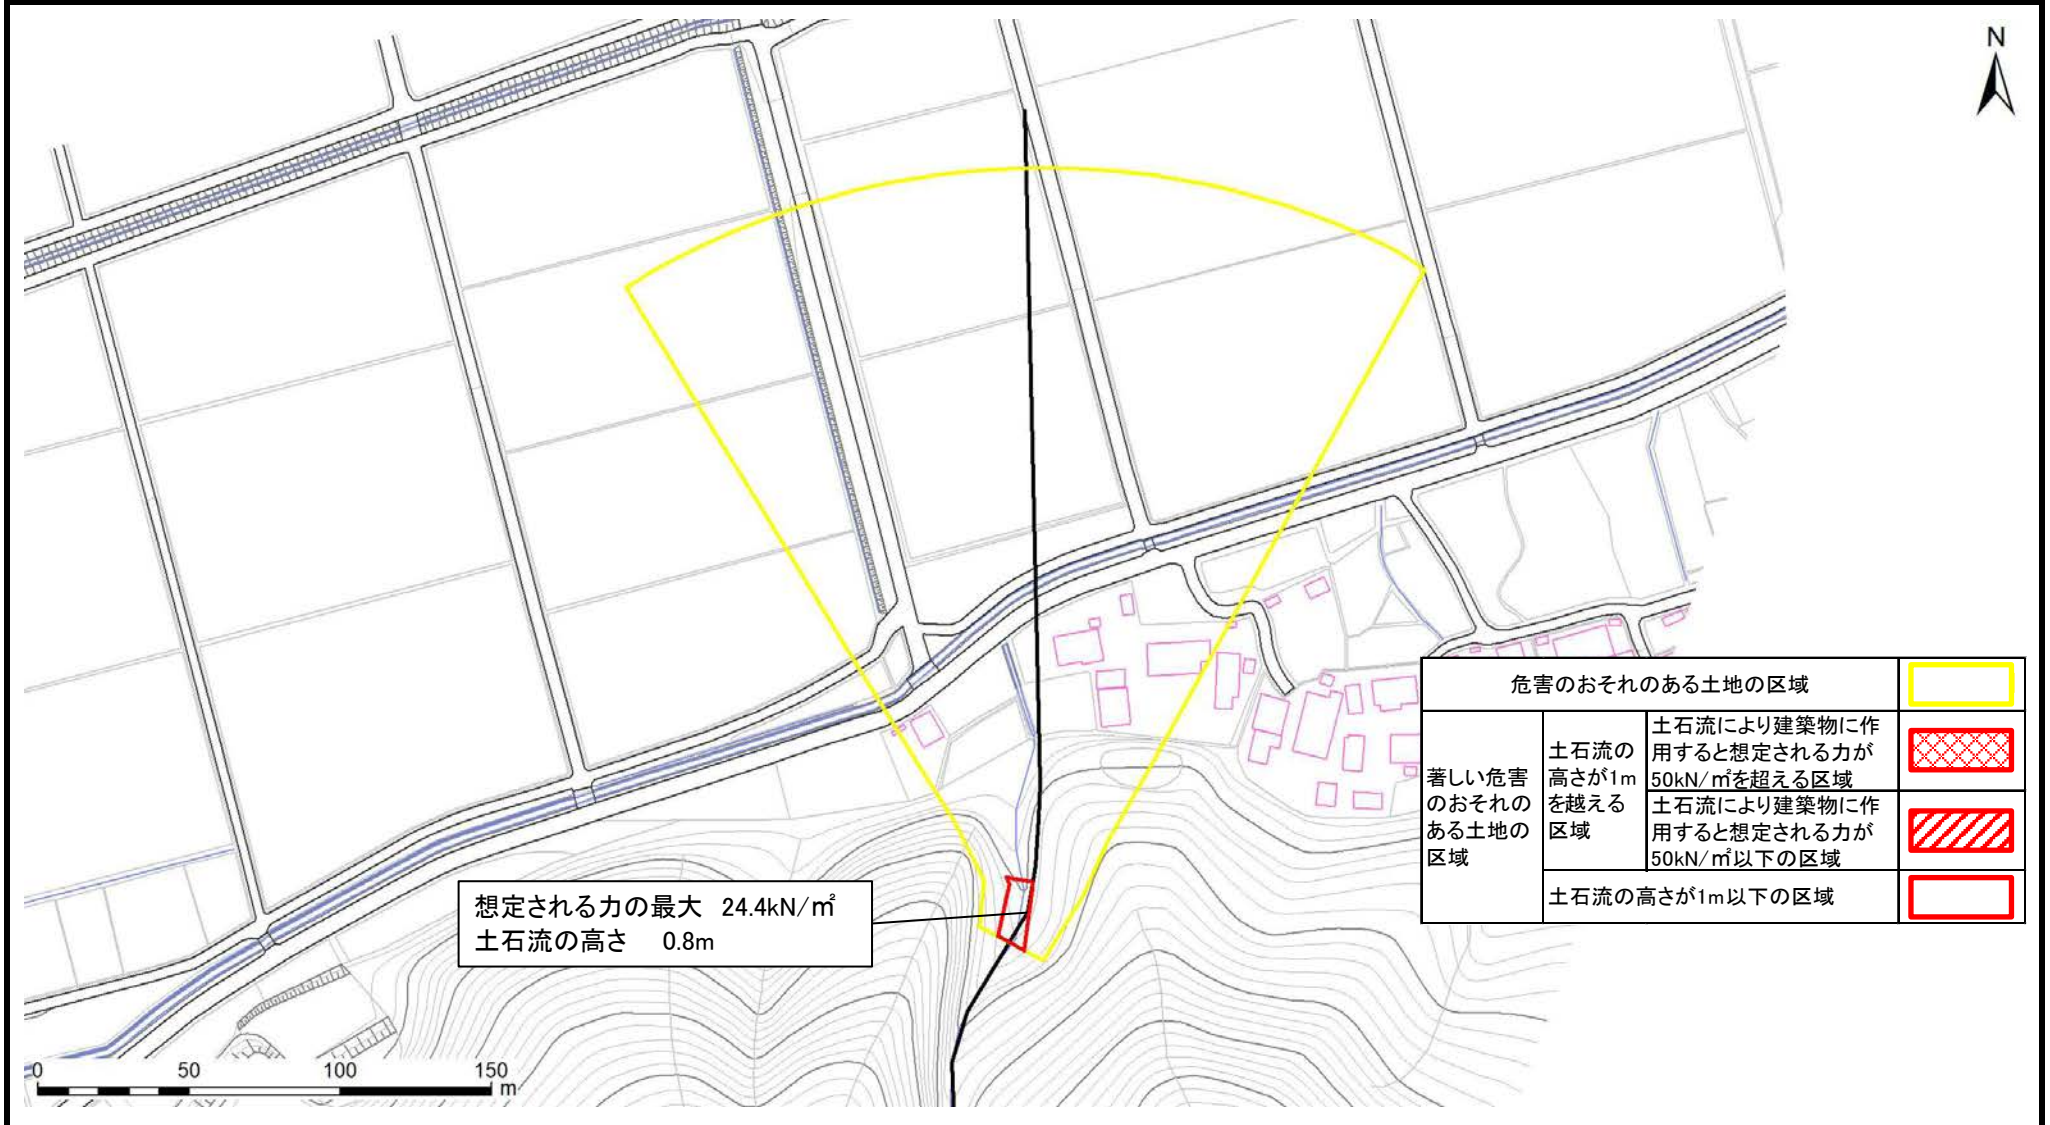 N
危害のおそれのある土地の区域
著しい危害
のおそれの
ある土地の
区域
土石流の
高さが1m
を越える
区域
土石流により建築物に作
用すると想定される力が
50kN/㎡を超える区域
土石流により建築物に作
用すると想定される力が
50kN/㎡以下の区域
土石流の高さが1m以下の区域
想定される力の最大 24.4kN/㎡
土石流の高さ 0.8m
0 50 100 150
m